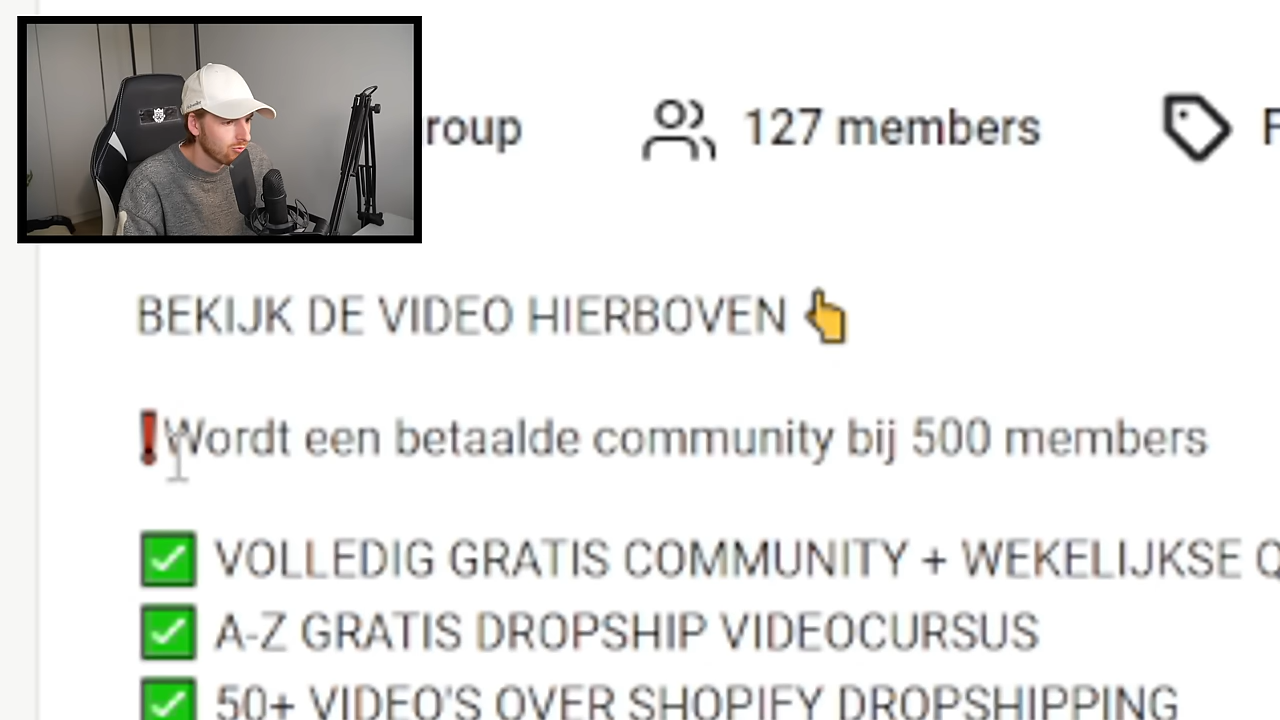 roup
127 members
BEKIJK DE VIDEO HIERBOVEN 👆
❗Wordt een betaalde community bij 500 members
✅ VOLLEDIG GRATIS COMMUNITY + WEKELIJKSE Q
✅ A-Z GRATIS DROPSHIP VIDEOCURSUS
✅ 50+ VIDEO'S OVER SHOPIFY DROPSHIPPING